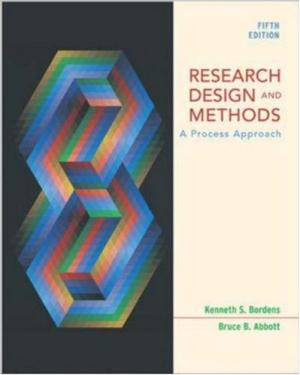 FIFTH
EDITION
RESEARCH
DESIGN AND
METHODS
A Process Approach
Kenneth S. Bordens
Bruce B. Abbott